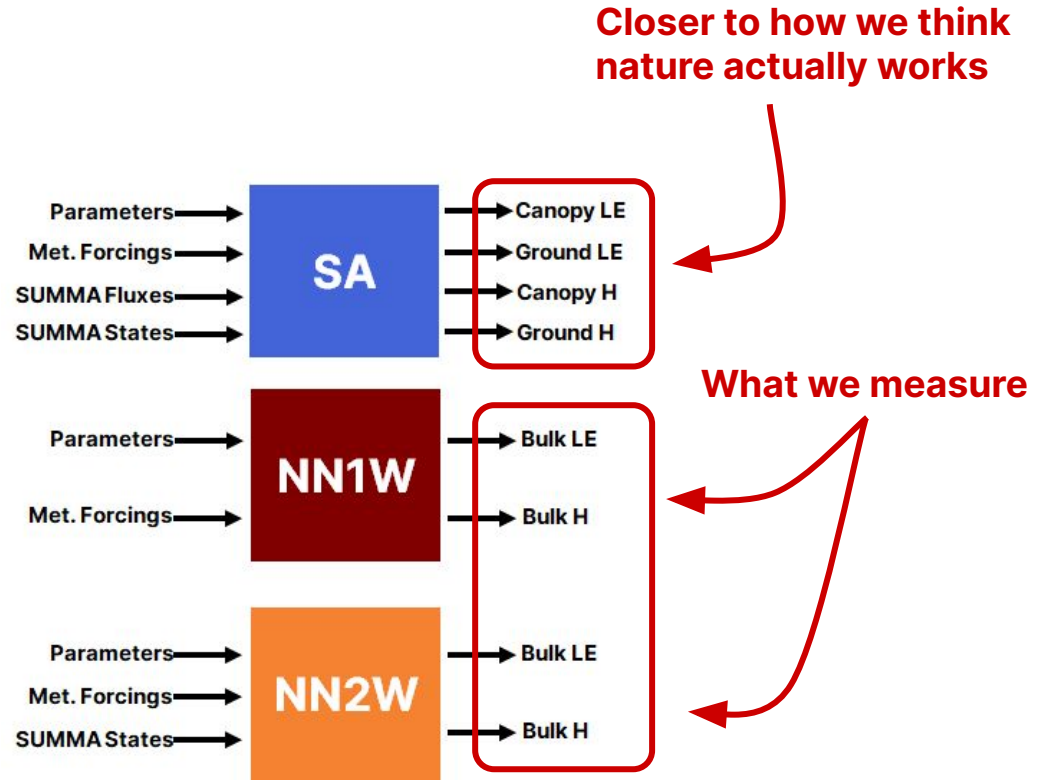 Closer to how we think
nature actually works
Parameters
Met. Forcings
SUMMA Fluxes
SUMMA States
SA
Canopy LE
Ground LE
Canopy H
Ground H
What we measure
Parameters
Met. Forcings
NN1W
Bulk LE
Bulk H
Parameters
Met. Forcings
SUMMA States
NN2W
Bulk LE
Bulk H